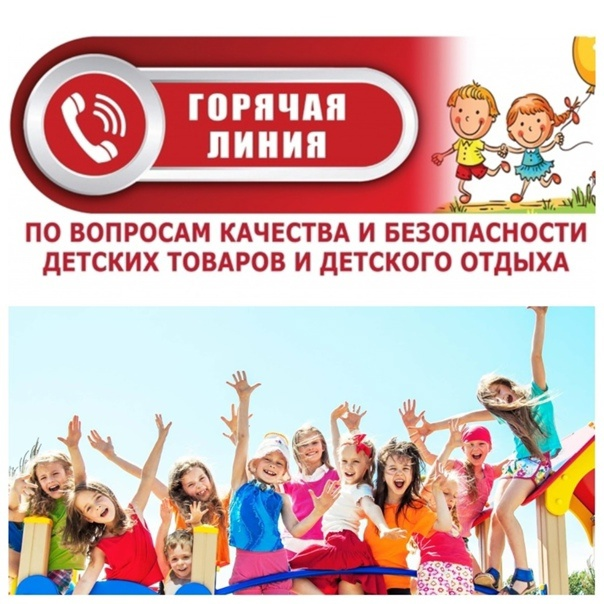 ГОРЯЧАЯ
ЛИНИЯ
ПО ВОПРОСАМ КАЧЕСТВА И БЕЗОПАСНОСТИ
ДЕТСКИХ ТОВАРОВ И ДЕТСКОГО ОТДЫХА